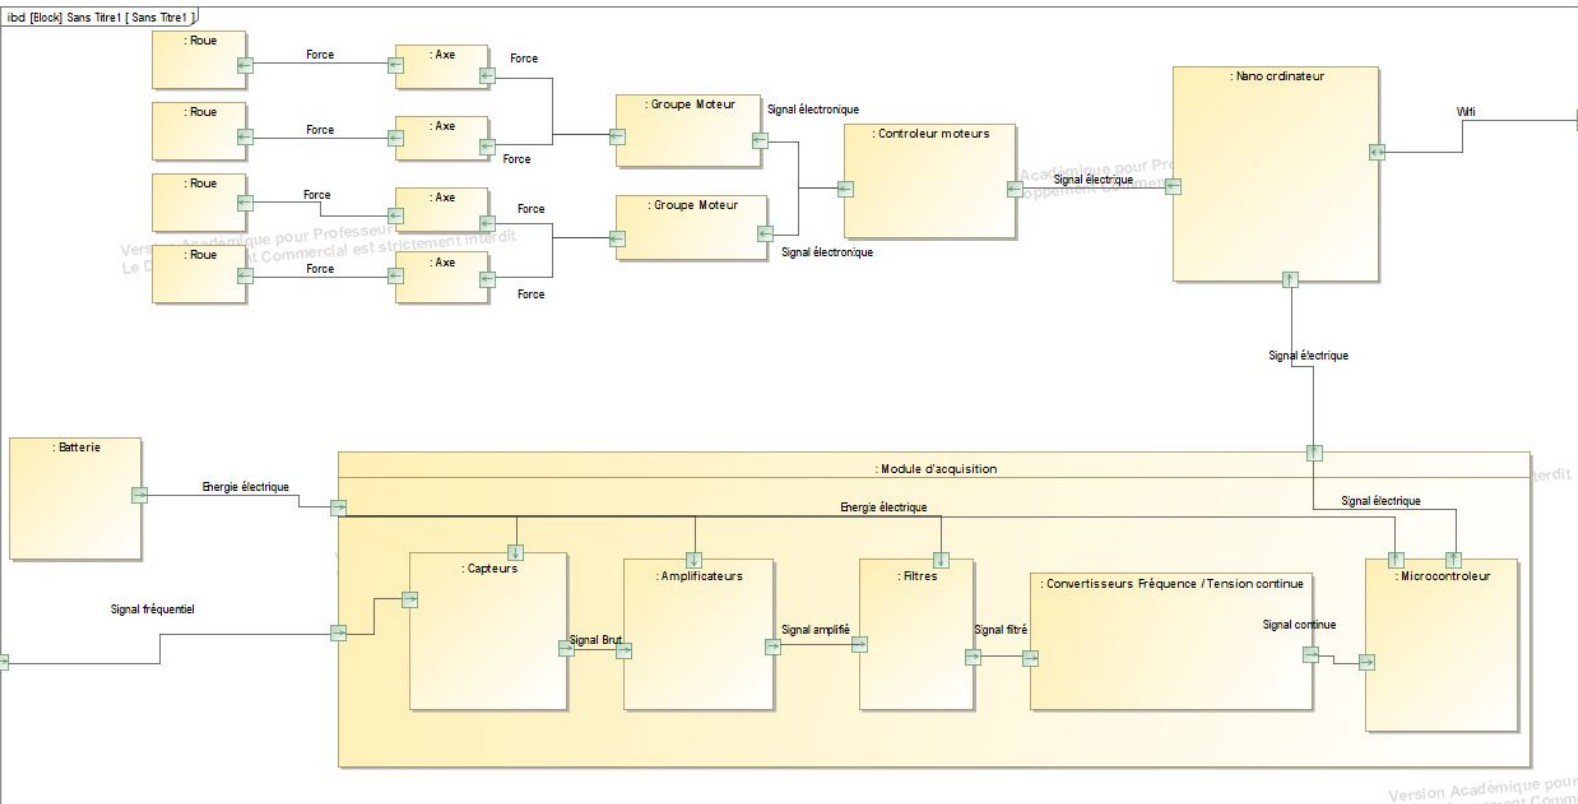 ibd [Block] Sans Titre1 [ Sans Titre1 ]
: Roue
Force
: Axe
Force
: Groupe Moteur
Signal électronique
: Controleur moteurs
: Nano ordinateur
Wifi
: Roue
Force
: Axe
Force
Signal électrique
: Roue
Force
: Axe
Force
: Groupe Moteur
Signal électronique
: Roue
Force
: Axe
Force
Version Académique pour Professeur
Commercial est strictement interdit
Académique pour
Signal électrique
: Batterie
Energie électrique
: Module d'acquisition
terdit
Energie électrique
Signal électrique
Signal fréquentiel
: Capteurs
Signal Brut
: Amplificateurs
Signal amplifié
: Filtres
Signal filtré
: Convertisseurs Fréquence / Tension continue
Signal continue
: Microcontroleur
Version Académique pour